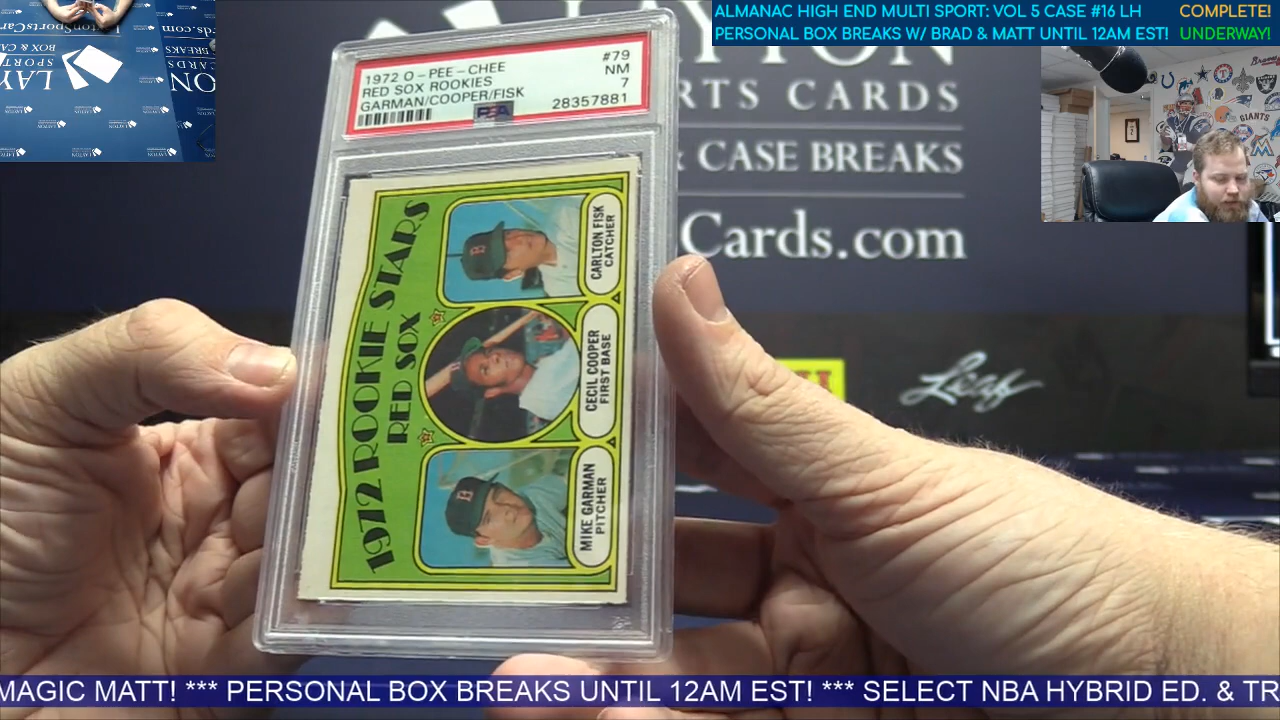 ALMANAC HIGH END MULTI SPORT: VOL 5 CASE #16 LH COMPLETE!
PERSONAL BOX BREAKS W/ BRAD & MATT UNTIL 12AM EST! UNDERWAY!
1972 O-PEE-CHEE #79
RED SOX ROOKIES NM
GARMAN/COOPER/FISK 7
28357881
PSA
1972 ROOKIE STARS
RED SOX
CARLTON FISK
CATCHER
CECIL COOPER
FIRST BASE
MIKE GARMAN
PITCHER
LAYTON
RTS CARDS
& CASE BREAKS
Cards.com
Leaf
GIANTS
MAGIC MATT! *** PERSONAL BOX BREAKS UNTIL 12AM EST! *** SELECT NBA HYBRID ED. & TR